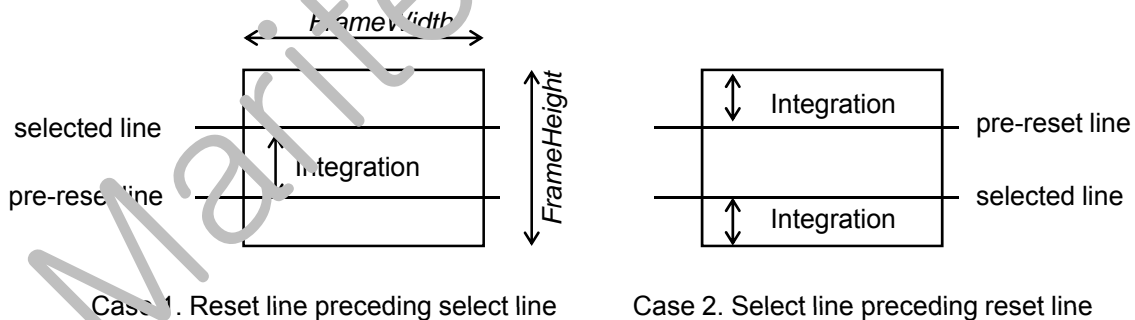 FrameWidth
FrameHeight
selected line
Integration
pre-reset line
Case 1. Reset line preceding select line
Integration
pre-reset line
selected line
Integration
Case 2. Select line preceding reset line